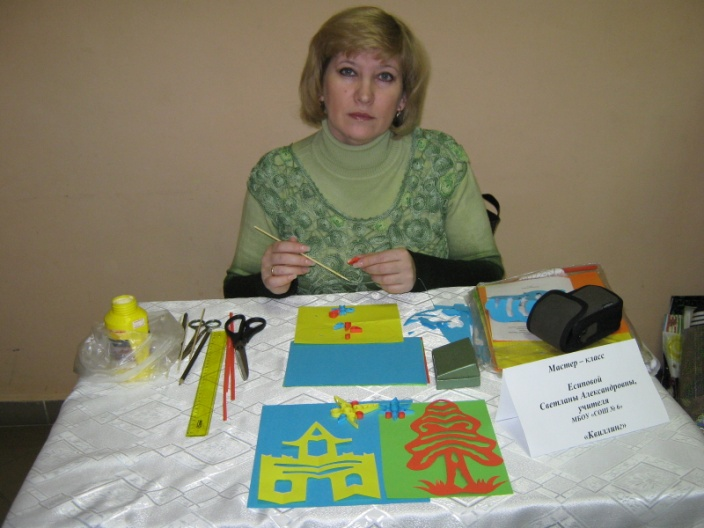 Мастер – класс
Есиповой
Светланы Александровны,
учителя
МБОУ «СОШ № 6»
«Квиллинг»